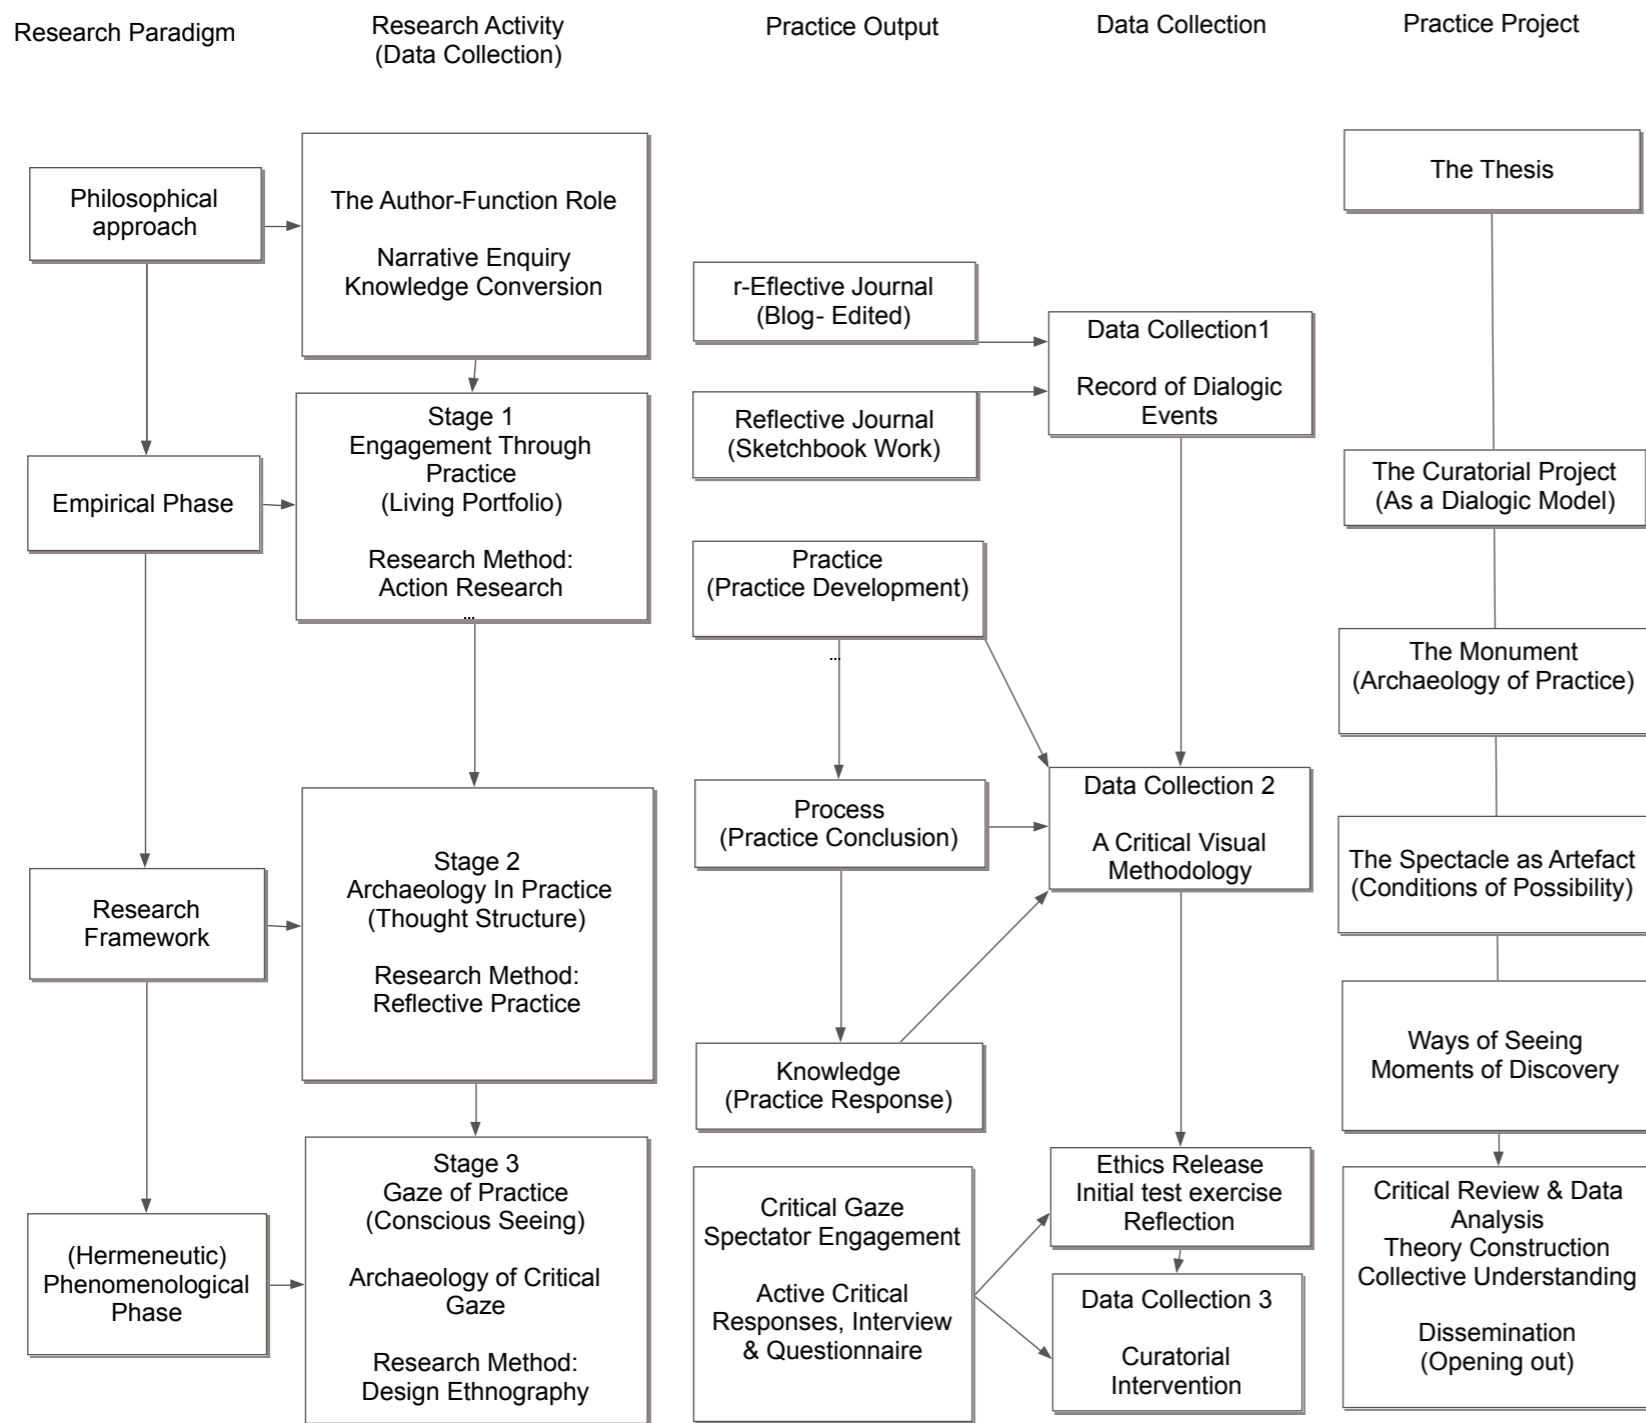 Research Paradigm
Research Activity
(Data Collection)
Practice Output
Data Collection
Practice Project
Philosophical
approach
Empirical Phase
Research
Framework
(Hermeneutic)
Phenomenological
Phase
The Author-Function Role
Narrative Enquiry
Knowledge Conversion
Stage 1
Engagement Through
Practice
(Living Portfolio)
Research Method:
Action Research
...
Stage 2
Archaeology In Practice
(Thought Structure)
Research Method:
Reflective Practice
Stage 3
Gaze of Practice
(Conscious Seeing)
Archaeology of Critical
Gaze
Research Method:
Design Ethnography
r-Eflective Journal
(Blog- Edited)
Reflective Journal
(Sketchbook Work)
Practice
(Practice Development)
...
Process
(Practice Conclusion)
Knowledge
(Practice Response)
Critical Gaze
Spectator Engagement
Active Critical
Responses, Interview
& Questionnaire
Data Collection1
Record of Dialogic
Events
Data Collection 2
A Critical Visual
Methodology
Ethics Release
Initial test exercise
Reflection
Data Collection 3
Curatorial
Intervention
The Thesis
The Curatorial Project
(As a Dialogic Model)
The Monument
(Archaeology of Practice)
The Spectacle as Artefact
(Conditions of Possibility)
Ways of Seeing
Moments of Discovery
Critical Review & Data
Analysis
Theory Construction
Collective Understanding
Dissemination
(Opening out)